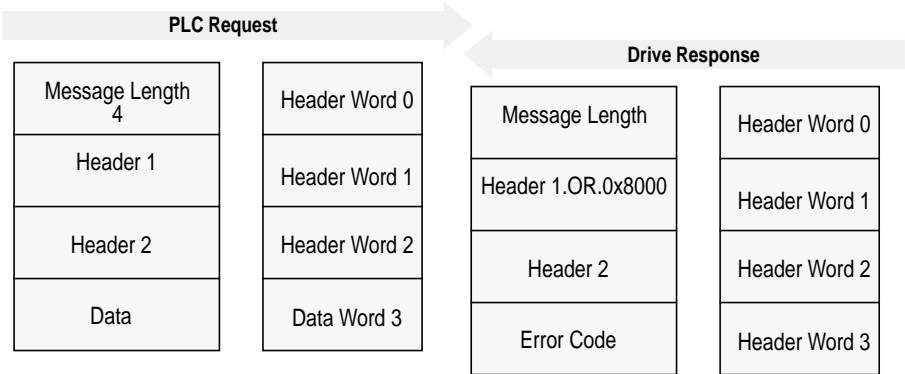 PLC Request
Message Length
4
Header Word 0
Header 1
Header Word 1
Header 2
Header Word 2
Data
Data Word 3
Drive Response
Message Length
Header Word 0
Header 1.OR.0x8000
Header Word 1
Header 2
Header Word 2
Error Code
Header Word 3